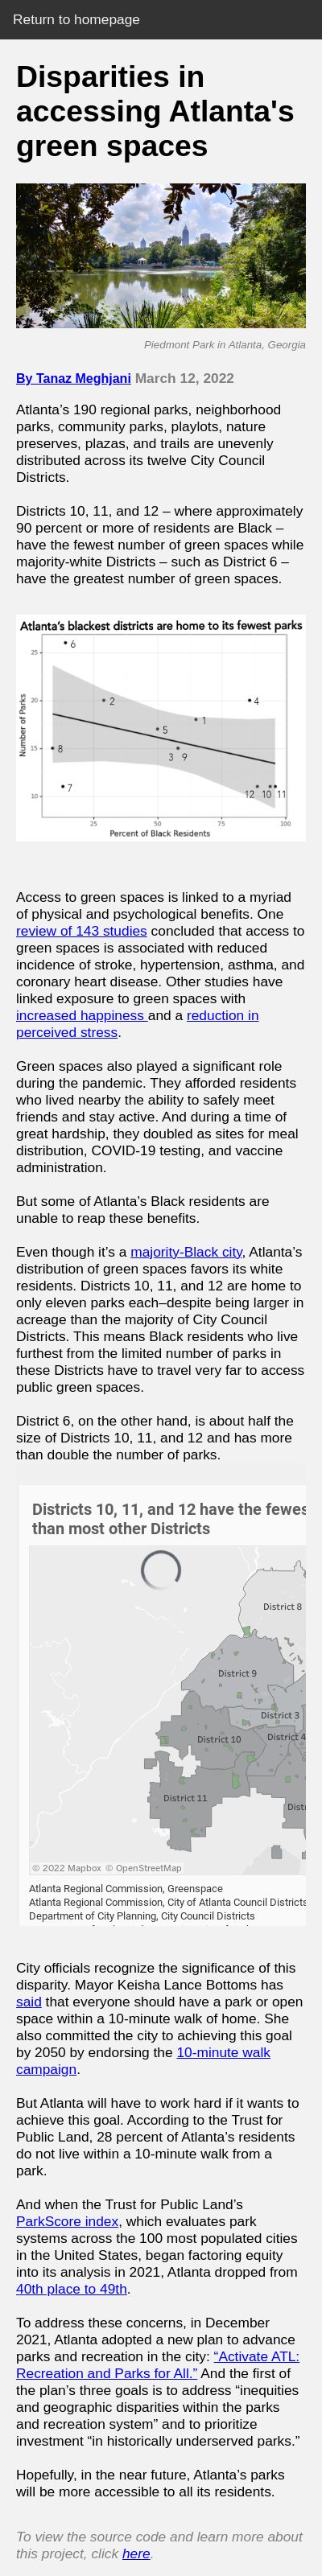 Return to homepage
Disparities in
accessing Atlanta's
green spaces
Piedmont Park in Atlanta, Georgia
By Tanaz Meghjani March 12, 2022
Atlanta’s 190 regional parks, neighborhood
parks, community parks, playlots, nature
preserves, plazas, and trails are unevenly
distributed across its twelve City Council
Districts.
Districts 10, 11, and 12 – where approximately
90 percent or more of residents are Black –
have the fewest number of green spaces while
majority-white Districts – such as District 6 –
have the greatest number of green spaces.
Atlanta’s blackest districts are home to its fewest parks
25
20
15
10
Number of Parks
6
2
4
1
5
8
3 9
7
12 10 11
25 50 75 100
Percent of Black Residents
Access to green spaces is linked to a myriad
of physical and psychological benefits. One
review of 143 studies concluded that access to
green spaces is associated with reduced
incidence of stroke, hypertension, asthma, and
coronary heart disease. Other studies have
linked exposure to green spaces with
increased happiness and a reduction in
perceived stress.
Green spaces also played a significant role
during the pandemic. They afforded residents
who lived nearby the ability to safely meet
friends and stay active. And during a time of
great hardship, they doubled as sites for meal
distribution, COVID-19 testing, and vaccine
administration.
But some of Atlanta’s Black residents are
unable to reap these benefits.
Even though it’s a majority-Black city, Atlanta’s
distribution of green spaces favors its white
residents. Districts 10, 11, and 12 are home to
only eleven parks each–despite being larger in
acreage than the majority of City Council
Districts. This means Black residents who live
furthest from the limited number of parks in
these Districts have to travel very far to access
public green spaces.
District 6, on the other hand, is about half the
size of Districts 10, 11, and 12 and has more
than double the number of parks.
Districts 10, 11, and 12 have the fewes
than most other Districts
District 8
District 9
District 3
District 10
District 4
District 11
Distr
© 2022 Mapbox © OpenStreetMap
Atlanta Regional Commission, Greenspace
Atlanta Regional Commission, City of Atlanta Council Districts
Department of City Planning, City Council Districts
City officials recognize the significance of this
disparity. Mayor Keisha Lance Bottoms has
said that everyone should have a park or open
space within a 10-minute walk of home. She
also committed the city to achieving this goal
by 2050 by endorsing the 10-minute walk
campaign.
But Atlanta will have to work hard if it wants to
achieve this goal. According to the Trust for
Public Land, 28 percent of Atlanta’s residents
do not live within a 10-minute walk from a
park.
And when the Trust for Public Land’s
ParkScore index, which evaluates park
systems across the 100 most populated cities
in the United States, began factoring equity
into its analysis in 2021, Atlanta dropped from
40th place to 49th.
To address these concerns, in December
2021, Atlanta adopted a new plan to advance
parks and recreation in the city: “Activate ATL:
Recreation and Parks for All.” And the first of
the plan’s three goals is to address “inequities
and geographic disparities within the parks
and recreation system” and to prioritize
investment “in historically underserved parks.”
Hopefully, in the near future, Atlanta’s parks
will be more accessible to all its residents.
To view the source code and learn more about
this project, click here.